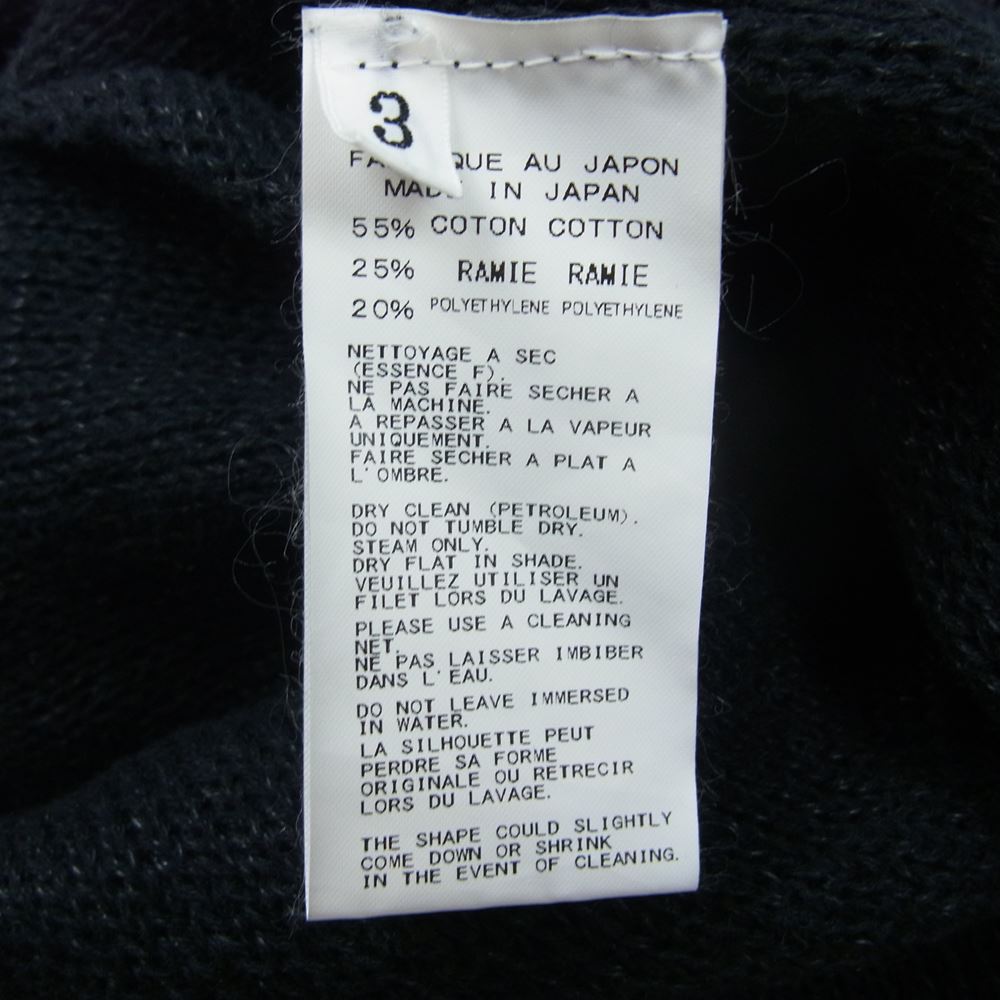 3
QUE AU JAPON
IN JAPAN
55% COTON COTTON
25% RAMIE RAMIE
20% POLYETHYLENE POLYETHYLENE
NETTOYAGE A SEC
(ESSENCE F).
NE PAS FAIRE SECHER A
LA MACHINE.
A REPASSER A LA VAPEUR
UNIQUEMENT.
FAIRE SECHER A PLAT A
L'OMBRE.
DRY CLEAN (PETROLEUM).
DO NOT TUMBLE DRY.
STEAM ONLY.
DRY FLAT IN SHADE.
VEUILLEZ UTILISER UN
FILET LORS DU LAVAGE.
PLEASE USE A CLEANING
NET.
NE PAS LAISSER IMBIBER
DANS L'EAU.
DO NOT LEAVE IMMERSED
IN WATER.
LA SILHOUETTE PEUT
PERDRE SA FORME
ORIGINALE OU RETRECIR
LORS DU LAVAGE.
THE SHAPE COULD SLIGHTLY
COME DOWN OR SHRINK
IN THE EVENT OF CLEANING.